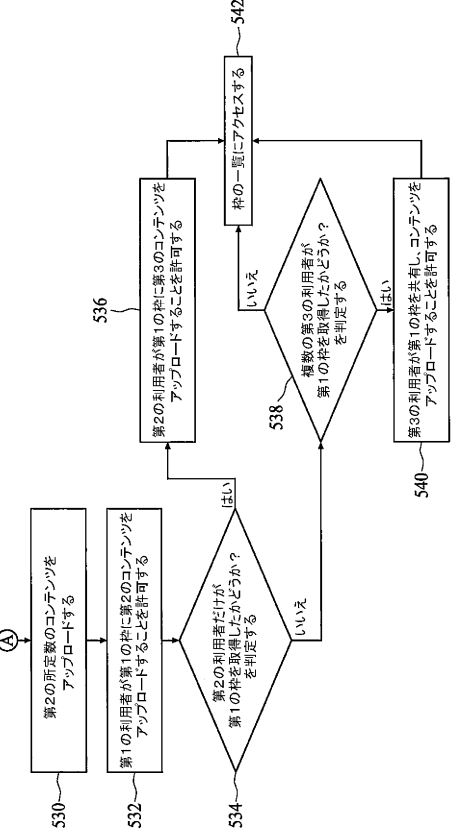 A
第2の所定数のコンテンツを
アップロードする
530
第1の利用者が第1の枠に第2のコンテンツを
アップロードすることを許可する
532
第2の利用者だけが
第1の枠を取得したかどうか？
を判定する
534
はい
いいえ
第2の利用者が第1の枠に第3のコンテンツを
アップロードすることを許可する
536
複数の第3の利用者が
第1の枠を取得したかどうか？
を判定する
538
いいえ
はい
第3の利用者が第1の枠を共有し、コンテンツを
アップロードすることを許可する
540
枠の一覧にアクセスする
542